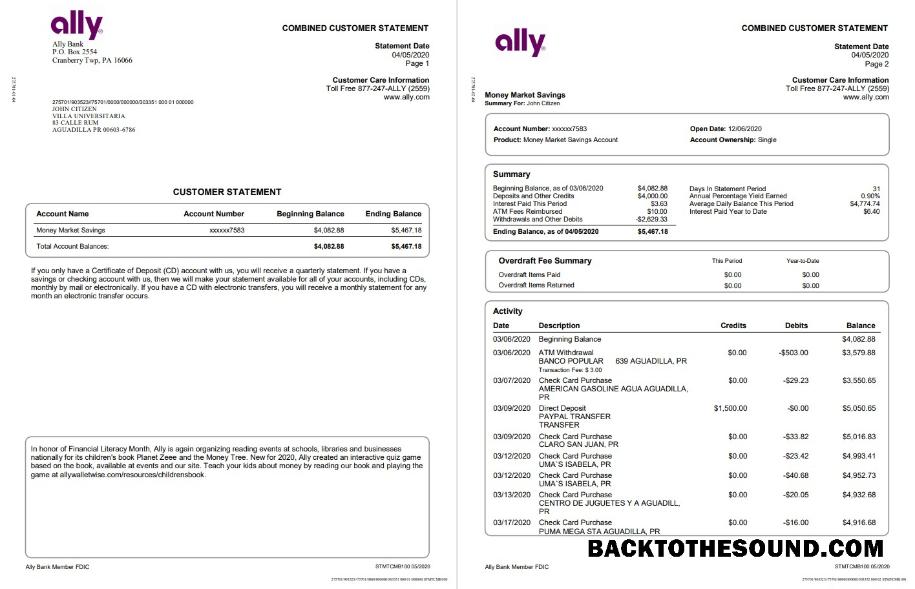 ally
Ally Bank
P.O. Box 2554
Cranberry Twp, PA 16066
COMBINED CUSTOMER STATEMENT
Statement Date
04/05/2020
Page 1
Customer Care Information
Toll Free 877-247-ALLY (2559)
www.ally.com
JOHN CITIZEN
VILLA UNIVERSITARIA
83 CALLE RUM
AGUADILLA PR 00603-6786
CUSTOMER STATEMENT
Account Name Account Number Beginning Balance Ending Balance
Money Market Savings xxxxxx7583 $4,082.88 $5,467.18
Total Account Balances: $4,082.88 $5,467.18
If you only have a Certificate of Deposit (CD) account with us, you will receive a quarterly statement. If you have a
savings or checking account with us, then we will make your statement available for all of your accounts, including CDs,
monthly by mail or electronically. If you have a CD with electronic transfers, you will receive a monthly statement for any
month an electronic transfer occurs.
In honor of Financial Literacy Month, Ally is again organizing reading events at schools, libraries and businesses
nationally for its children's book Planet Zeee and the Money Tree. New for 2020, Ally created an interactive quiz game
based on the book, available at events and our site. Teach your kids about money by reading our book and playing the
game at allywalletwise.com/resources/childrensbook.
Ally Bank Member FDIC
STMTCMB100 05/2020
ally
COMBINED CUSTOMER STATEMENT
Statement Date
04/05/2020
Page 2
Customer Care Information
Toll Free 877-247-ALLY (2559)
www.ally.com
Money Market Savings
Summary For: John Citizen
Account Number: xxxxxx7583 Open Date: 12/06/2020
Product: Money Market Savings Account Account Ownership: Single
Summary
Beginning Balance, as of 03/06/2020 $4,082.88 Days In Statement Period 31
Deposits and Other Credits $4,000.00 Annual Percentage Yield Earned 0.90%
Interest Paid This Period $3.63 Average Daily Balance This Period $4,774.74
ATM Fees Reimbursed $10.00 Interest Paid Year to Date $6.40
Withdrawals and Other Debits -$2,629.33
Ending Balance, as of 04/05/2020 $5,467.18
Overdraft Fee Summary This Period Year-to-Date
Overdraft Items Paid $0.00 $0.00
Overdraft Items Returned $0.00 $0.00
Activity
Date Description Credits Debits Balance
03/06/2020 Beginning Balance $4,082.88
03/06/2020 ATM Withdrawal $0.00 -$503.00 $3,579.88
BANCO POPULAR 639 AGUADILLA, PR
Transaction Fee: $ 3.00
03/07/2020 Check Card Purchase $0.00 -$29.23 $3,550.65
AMERICAN GASOLINE AGUA AGUADILLA,
PR
03/09/2020 Direct Deposit $1,500.00 -$0.00 $5,050.65
PAYPAL TRANSFER
TRANSFER
03/09/2020 Check Card Purchase $0.00 -$33.82 $5,016.83
CLARO SAN JUAN, PR
03/12/2020 Check Card Purchase $0.00 -$23.42 $4,993.41
UMA'S ISABELA, PR
03/12/2020 Check Card Purchase $0.00 -$40.68 $4,952.73
UMA'S ISABELA, PR
03/13/2020 Check Card Purchase $0.00 -$20.05 $4,932.68
CENTRO DE JUGUETES Y A AGUADILL,
PR
03/17/2020 Check Card Purchase $0.00 -$16.00 $4,916.68
PUMA MEGA STA AGUADILLA, PR
BACKTOTHESOUND.COM
Ally Bank Member FDIC
STMTCMB100 05/2020